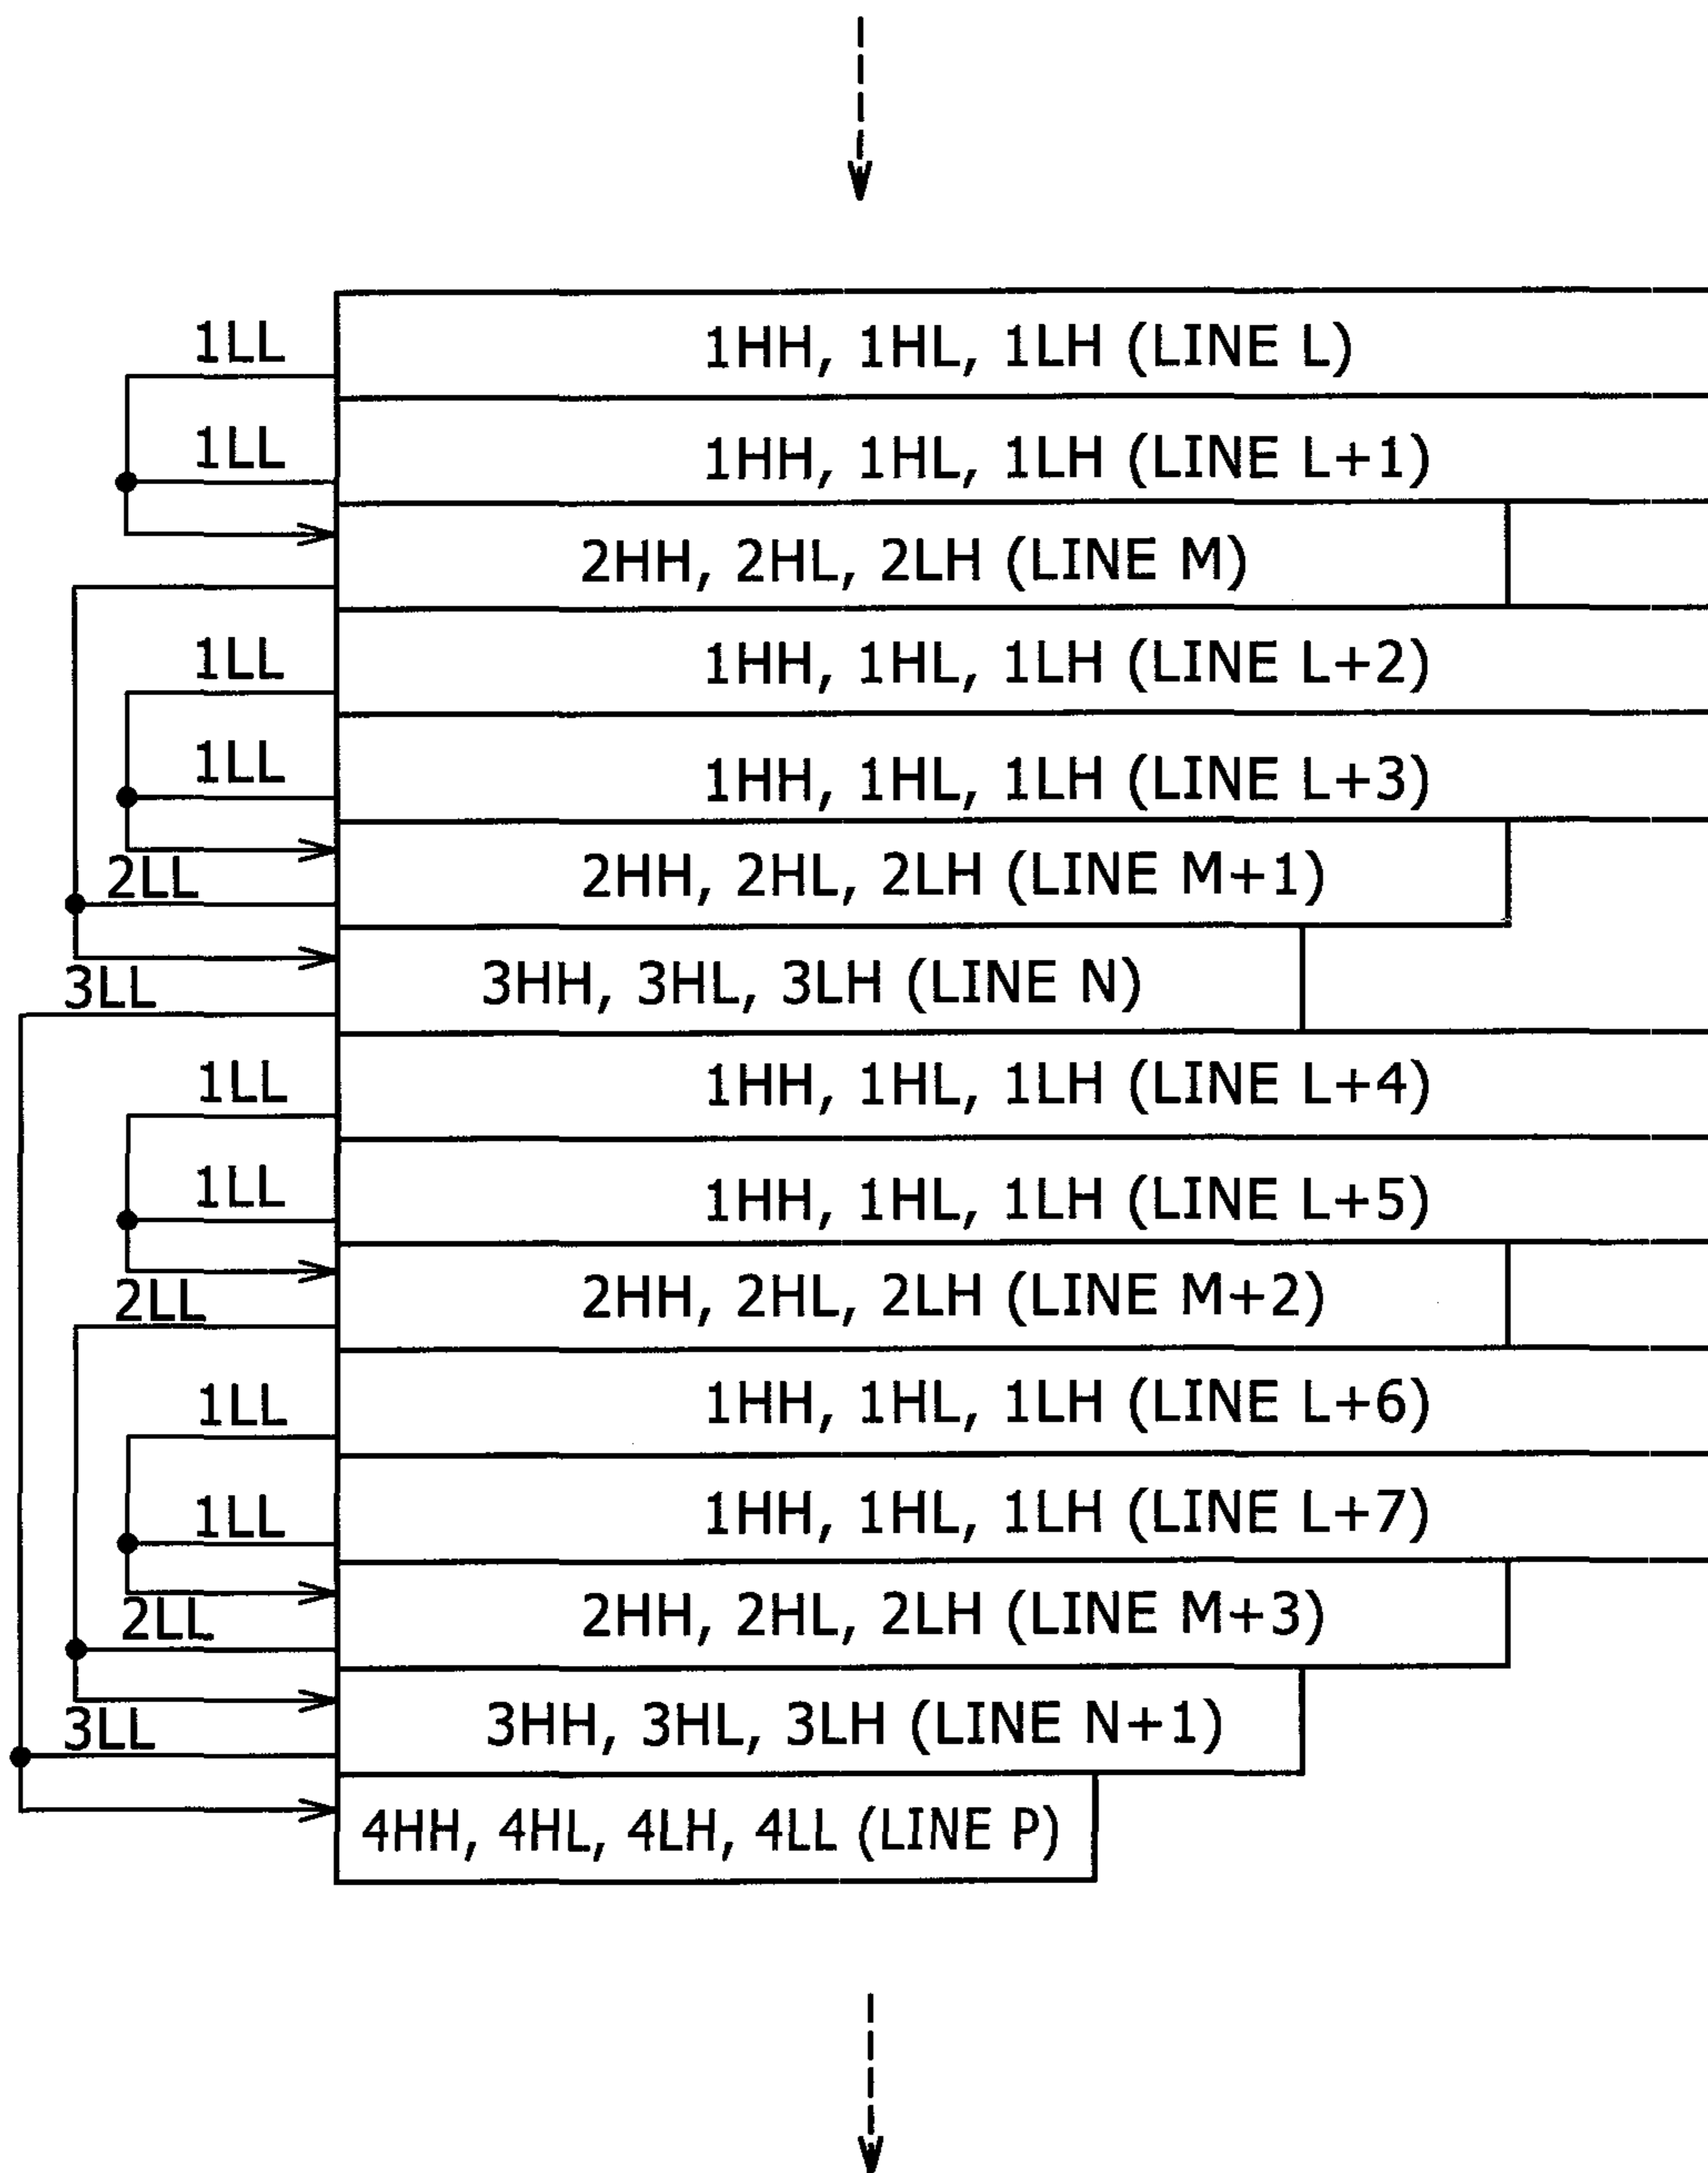 1LL
1HH, 1HL, 1LH (LINE L)
1LL
1HH, 1HL, 1LH (LINE L+1)
2HH, 2HL, 2LH (LINE M)
1LL
1HH, 1HL, 1LH (LINE L+2)
1LL
1HH, 1HL, 1LH (LINE L+3)
2LL
2HH, 2HL, 2LH (LINE M+1)
3LL
3HH, 3HL, 3LH (LINE N)
1LL
1HH, 1HL, 1LH (LINE L+4)
1LL
1HH, 1HL, 1LH (LINE L+5)
2LL
2HH, 2HL, 2LH (LINE M+2)
1LL
1HH, 1HL, 1LH (LINE L+6)
1LL
1HH, 1HL, 1LH (LINE L+7)
2LL
2HH, 2HL, 2LH (LINE M+3)
3LL
3HH, 3HL, 3LH (LINE N+1)
4HH, 4HL, 4LH, 4LL (LINE P)